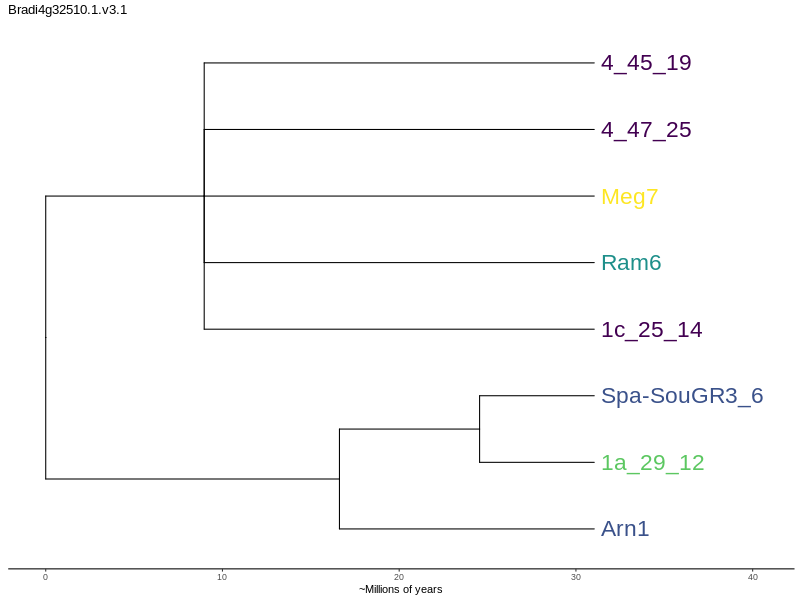 Bradi4g32510.1.v3.1
4_45_19
4_47_25
Meg7
Ram6
1c_25_14
Spa-SouGR3_6
1a_29_12
Arn1
0 10 20 30 40
~Millions of years